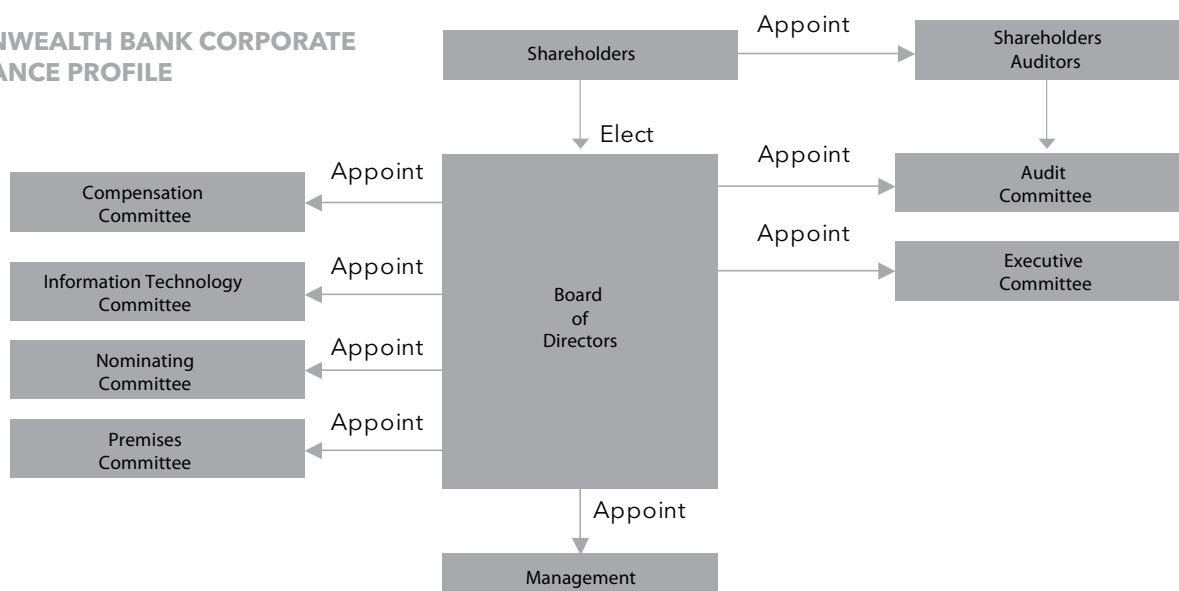 NWEALTH BANK CORPORATE
ANCE PROFILE
Shareholders
Appoint
Shareholders
Auditors
Elect
Appoint
Compensation
Committee
Appoint
Information Technology
Committee
Appoint
Nominating
Committee
Appoint
Premises
Committee
Board
of
Directors
Appoint
Audit
Committee
Appoint
Executive
Committee
Appoint
Management